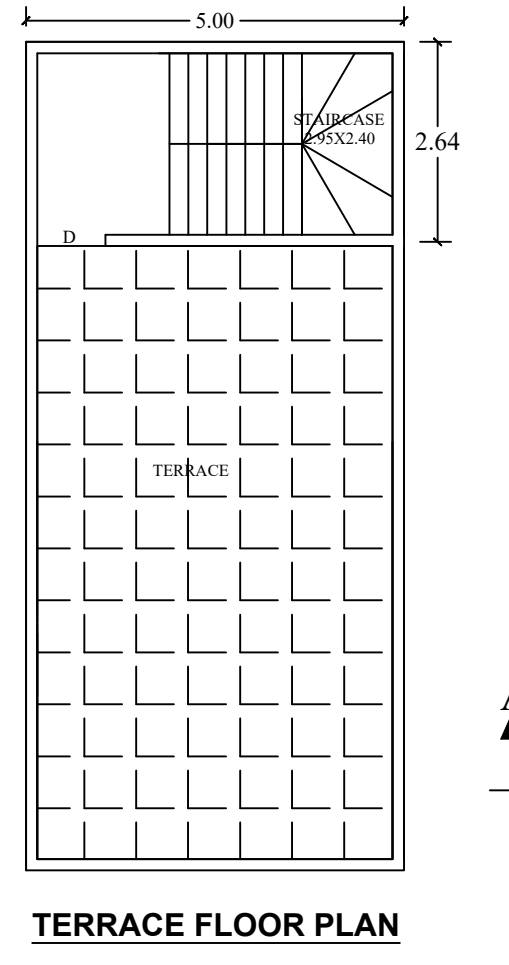 5.00
STAIRCASE
2.95X2.40
2.64
D
TERRACE
A
TERRACE FLOOR PLAN